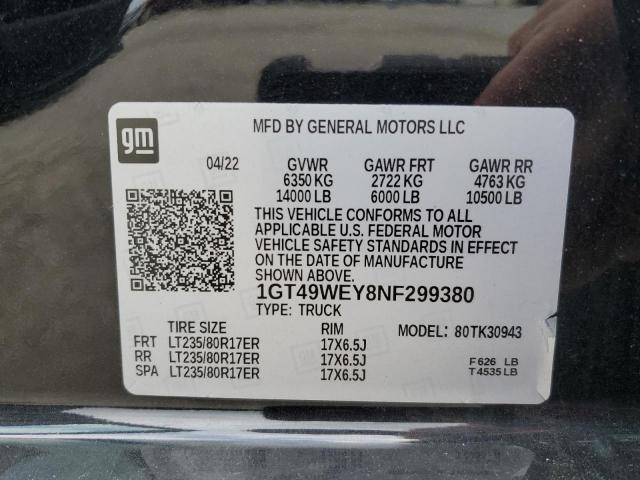 gm
MFD BY GENERAL MOTORS LLC
04/22 GVWR GAWR FRT GAWR RR
6350 KG 2722 KG 4763 KG
14000 LB 6000 LB 10500 LB
THIS VEHICLE CONFORMS TO ALL
APPLICABLE U.S. FEDERAL MOTOR
VEHICLE SAFETY STANDARDS IN EFFECT
ON THE DATE OF MANUFACTURE
SHOWN ABOVE.
1GT49WEY8NF299380
TYPE: TRUCK
TIRE SIZE RIM MODEL: 80TK30943
FRT LT235/80R17ER 17X6.5J
RR LT235/80R17ER 17X6.5J F 626 LB
SPA LT235/80R17ER 17X6.5J T 4535 LB